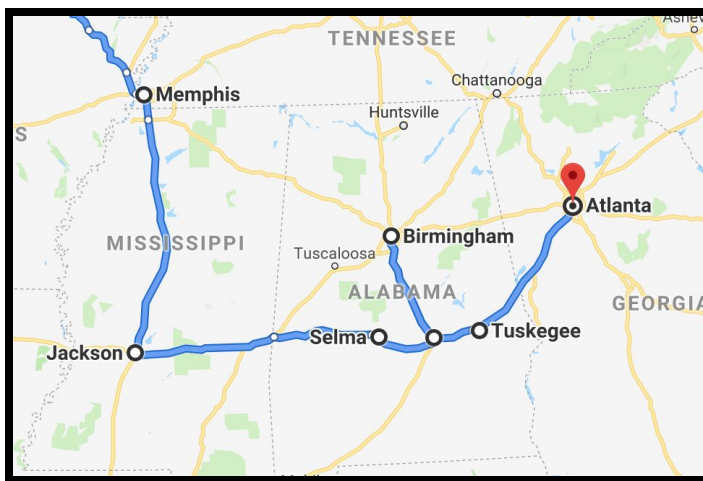 TENNESSEE
Chattanooga
Memphis
Huntsville
S
Atlanta
Birmingham
MISSISSIPPI
Tuscaloosa
ALABAMA
GEORGIA
Tuskegee
Selma
Jackson